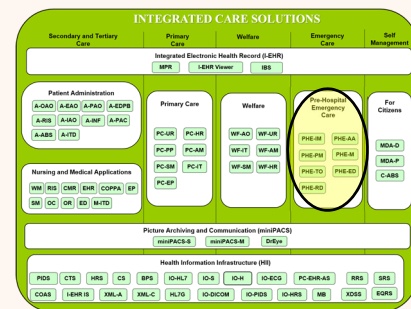 INTEGRATED CARE SOLUTIONS
Secondary and Tertiary Care
Primary Care
Welfare
Emergency Care
Self Management
Integrated Electronic Health Record (I-EHR)
MPR I-EHR Viewer IBS
Patient Administration
A-OAO A-EAO A-PAO A-EDPB
A-RIS A-IAO A-INF A-PAC
A-ABS A-ITD
Nursing and Medical Applications
WM RIS CMR EHR COPPA EP
SM OC OR ED M-ITD
Primary Care
PC-UR PC-HR
PC-PP PC-AM
PC-SM PC-IT
PC-EP
Welfare
WF-AO WF-UR
WF-IT WF-AM
WF-SM WF-HR
Pre-Hospital Emergency Care
PHE-IM PHE-AA
PHE-PM PHE-M
PHE-TO PHE-ED
PHE-RD
For Citizens
MDA-D
MDA-P
C-ABS
Picture Archiving and Communication (miniPACS)
miniPACS-S miniPACS-M DrEye
Health Information Infrastructure (HII)
PIDS CTS HRS CS BPS IO-HL7 IO-S IO-H IO-ECG PC-EHR-AS RRS SRS
COAS I-EHR IS XML-A XML-C HL7G IO-DICOM IO-PIDS IO-HRS MB XDSS EQRS